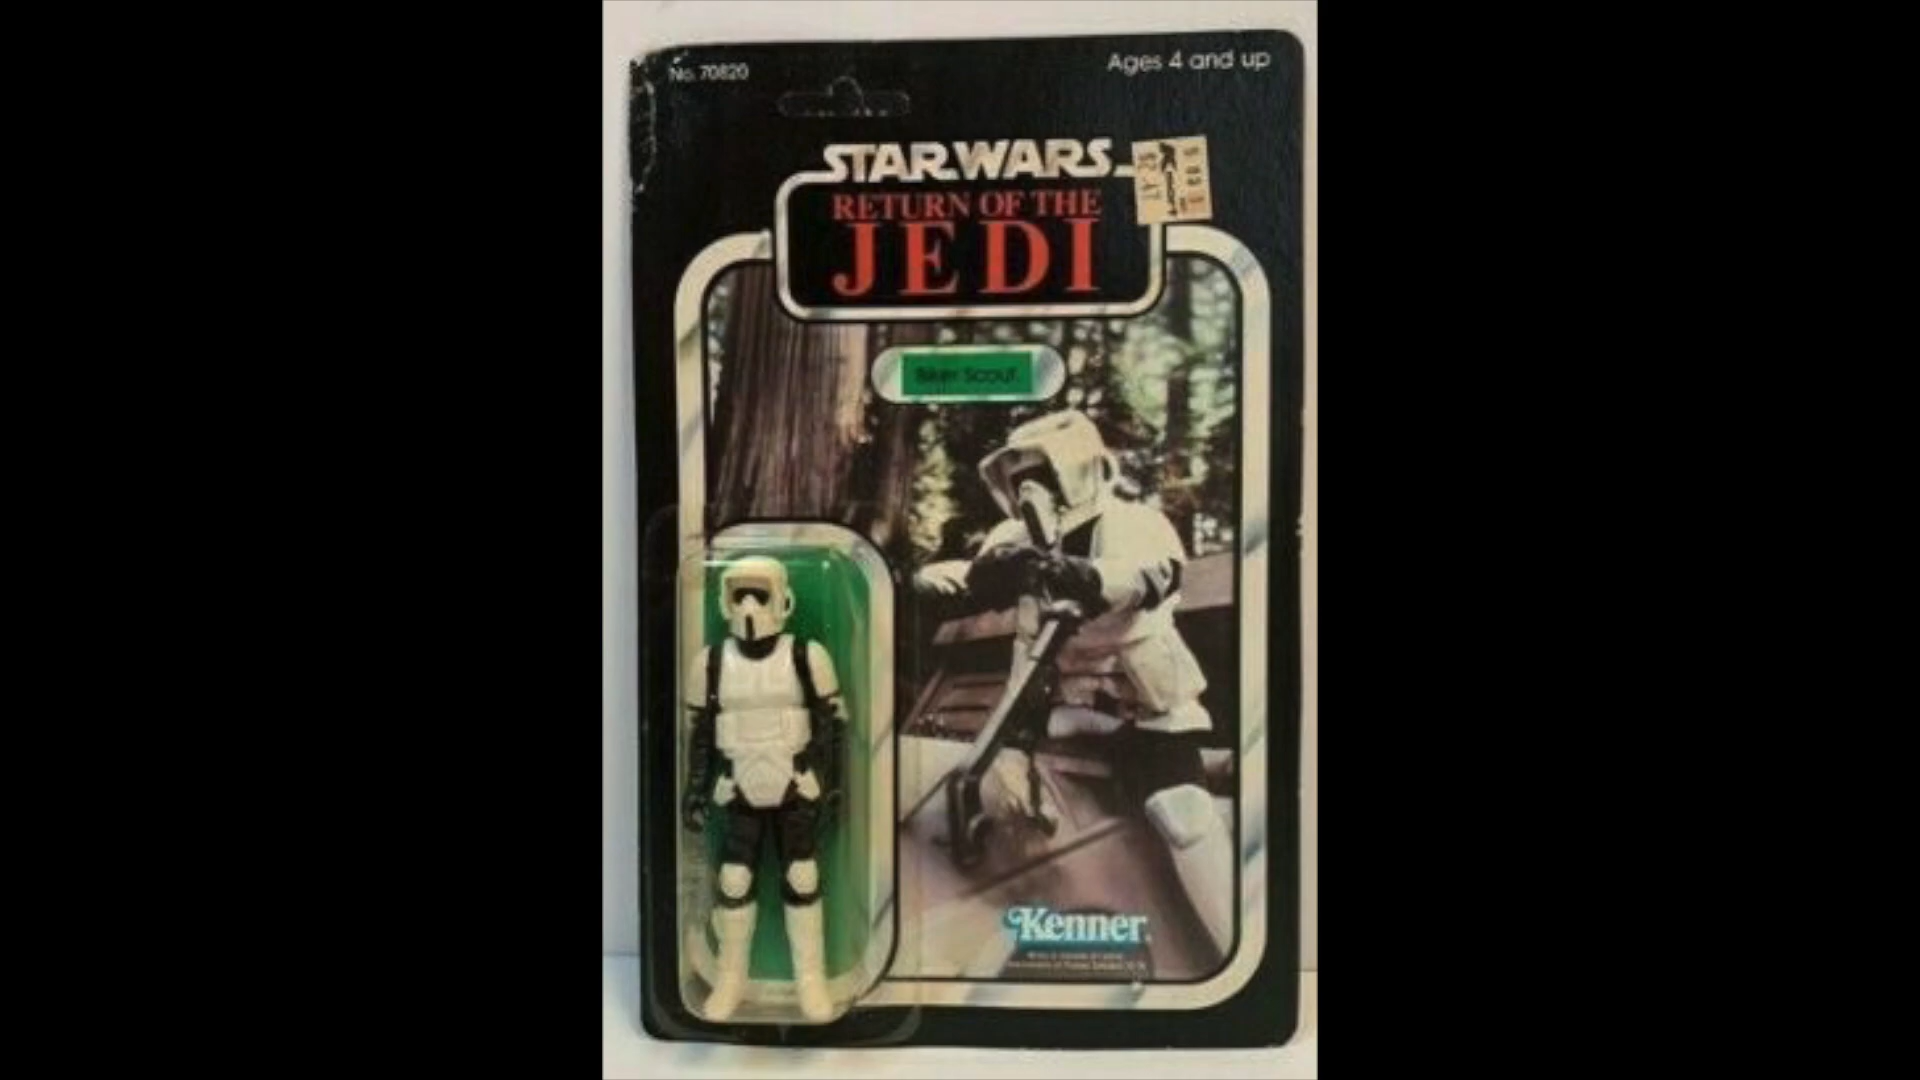 No. 70820
Ages 4 and up
STAR WARS
RETURN OF THE
JEDI
Biker Scout
Kenner